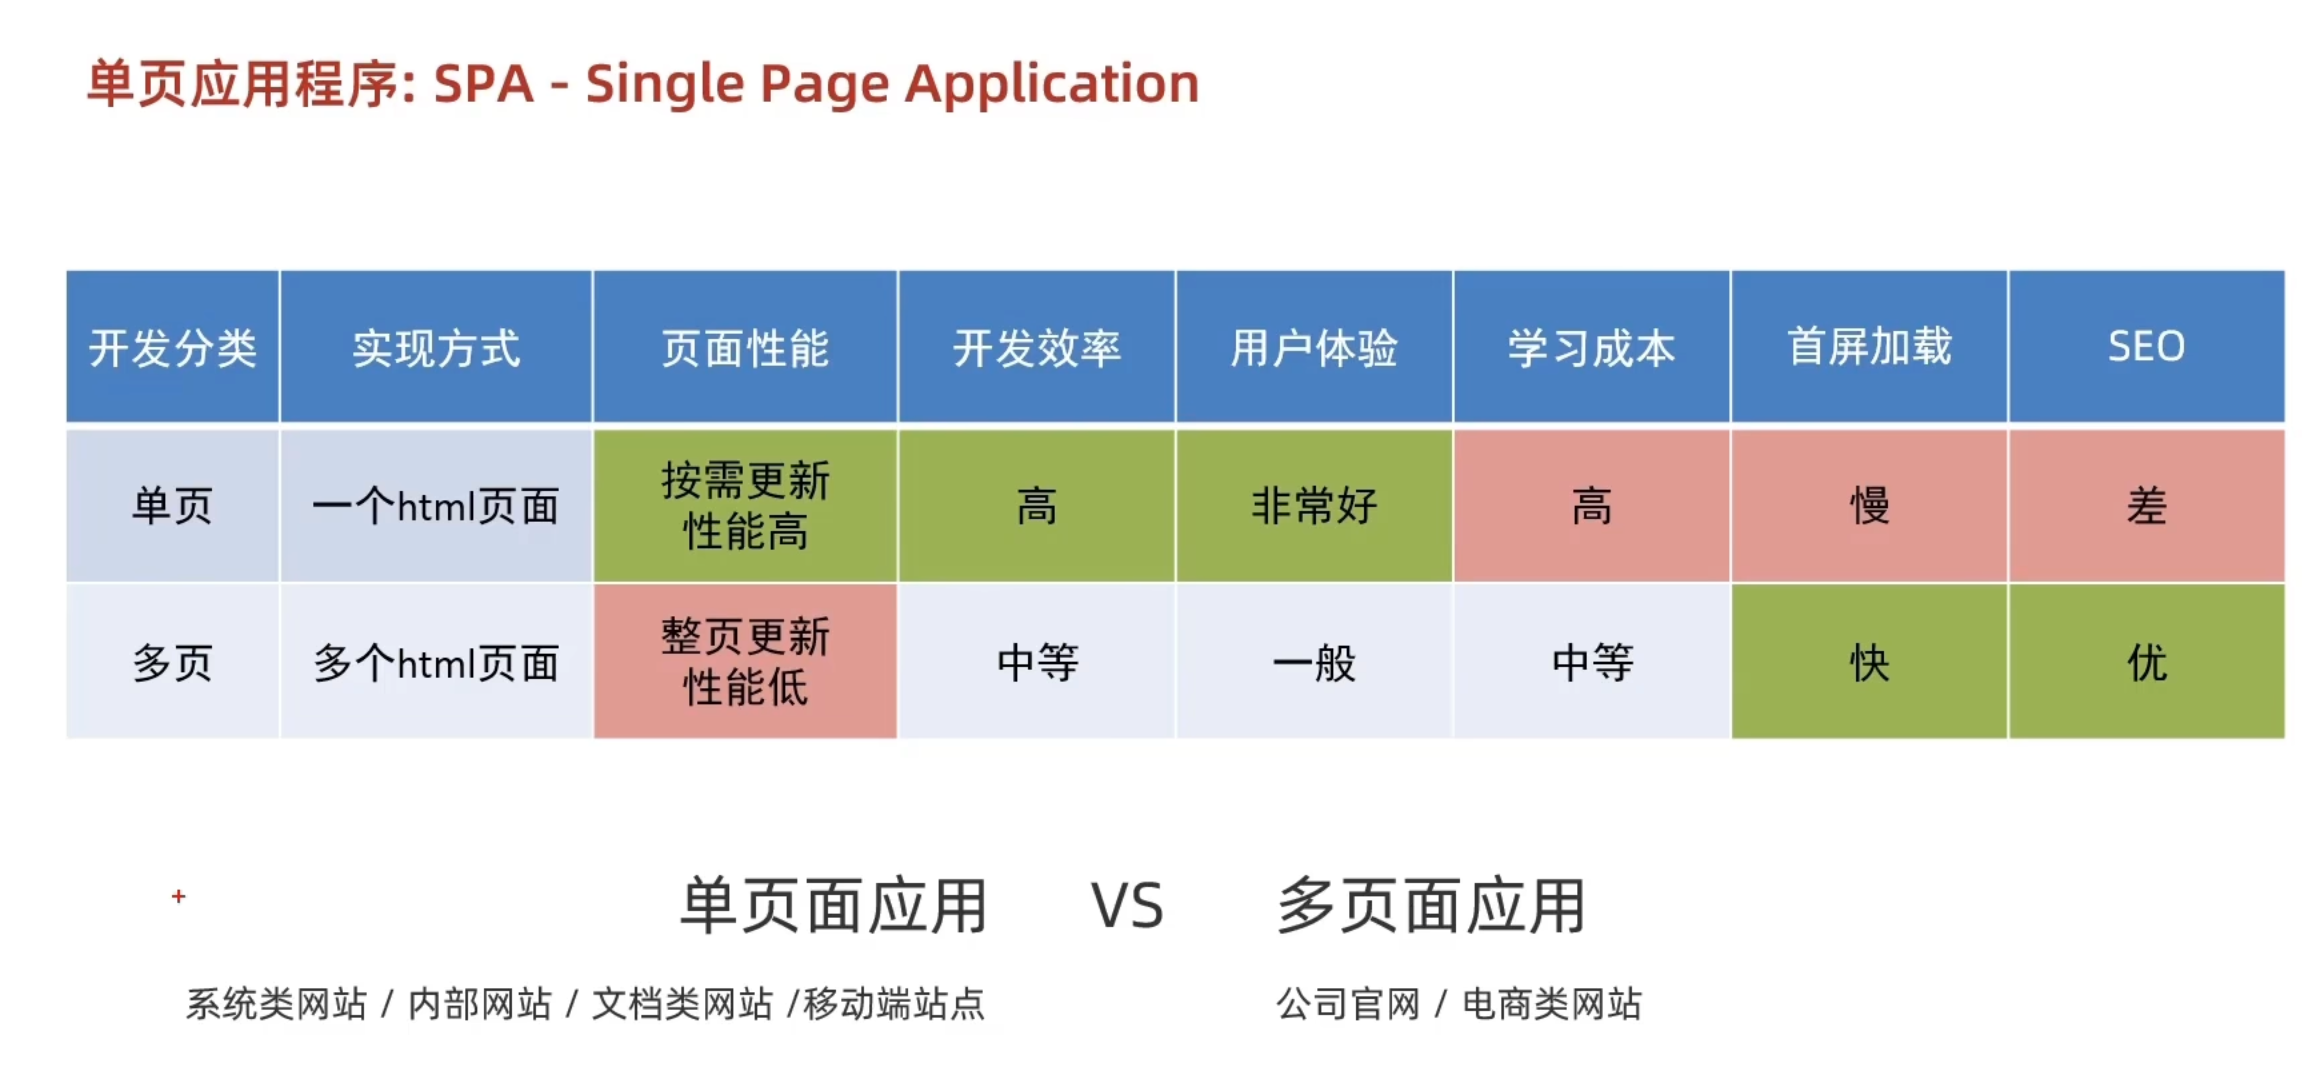 单页应用程序: SPA - Single Page Application
开发分类 实现方式 页面性能 开发效率 用户体验 学习成本 首屏加载 SEO
单页 一个html页面 按需更新 高 非常好 高 慢 差
性能高
多页 多个html页面 整页更新 中等 一般 中等 快 优
性能低
单页面应用 VS 多页面应用
系统类网站 / 内部网站 / 文档类网站 /移动端站点 公司官网 / 电商类网站